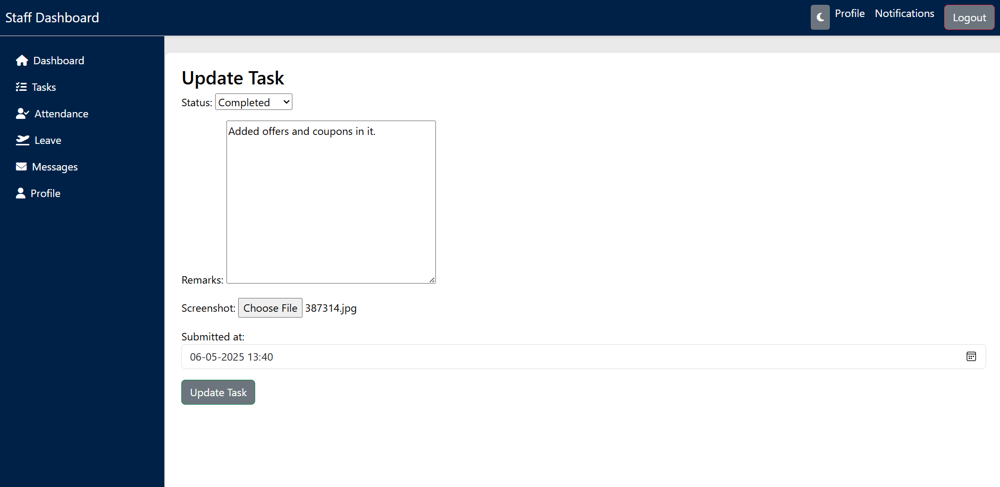 Staff Dashboard
Profile
Notifications
Logout
Dashboard
Tasks
Attendance
Leave
Messages
Profile
Update Task
Status: Completed
Added offers and coupons in it.
Remarks:
Screenshot: Choose File 387314.jpg
Submitted at:
06-05-2025 13:40
Update Task